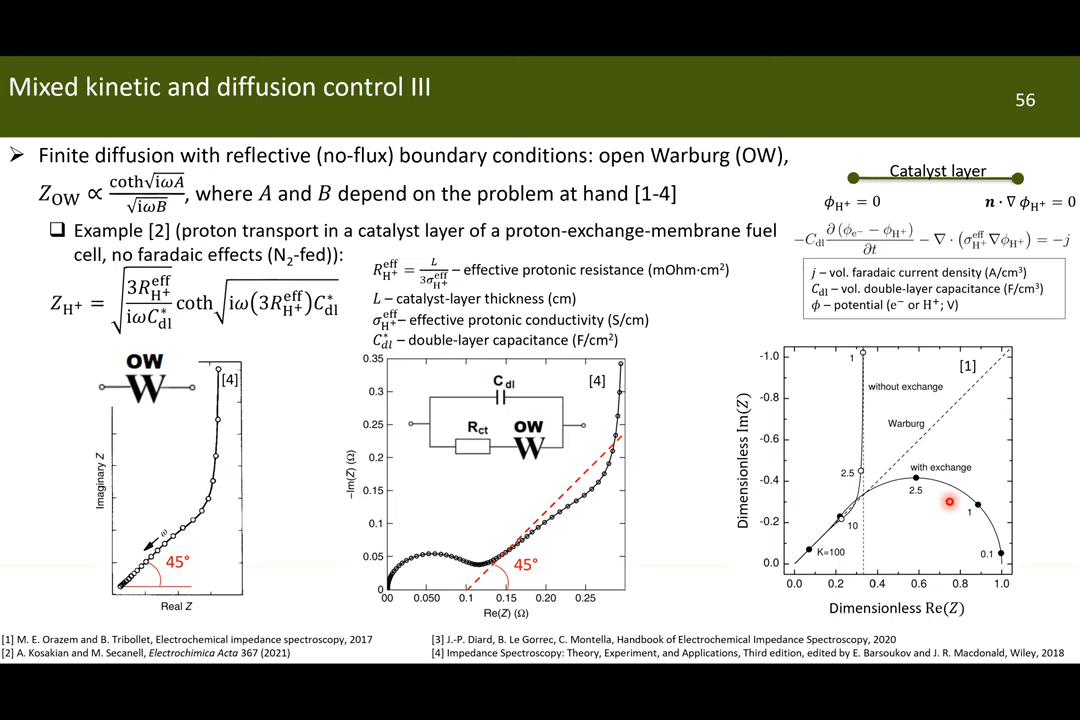 Mixed kinetic and diffusion control III
56
➢ Finite diffusion with reflective (no-flux) boundary conditions: open Warburg (OW),
Z_OW ∝ coth√(iωA) / √(iωB), where A and B depend on the problem at hand [1-4]
❑ Example [2] (proton transport in a catalyst layer of a proton-exchange-membrane fuel
cell, no faradaic effects (N₂-fed)):
Z_H⁺ = √(3R_H⁺^eff / iωC_dl^*) coth √(iω(3R_H⁺^eff)C_dl^*)
R_H⁺^eff = L / 3σ_H⁺^eff – effective protonic resistance (mOhm·cm²)
L – catalyst-layer thickness (cm)
σ_H⁺^eff – effective protonic conductivity (S/cm)
C_dl^* – double-layer capacitance (F/cm²)
Catalyst layer
ϕ_H⁺ = 0
n · ∇ ϕ_H⁺ = 0
−C_dl ∂(ϕ_e⁻ − ϕ_H⁺)/∂t − ∇ · (σ_H⁺^eff ∇ϕ_H⁺) = −j
j – vol. faradaic current density (A/cm³)
C_dl – vol. double-layer capacitance (F/cm³)
ϕ – potential (e⁻ or H⁺; V)
OW
W
[4]
Imaginary Z
ω
45°
Real Z
0.35
0.3
0.25
0.2
0.15
0.1
0.05
0
−Im(Z) (Ω)
C dl
[4]
Rct
OW
W
45°
00
0.050
0.1
0.15
0.20
0.25
Re(Z) (Ω)
-1.0
-0.8
-0.6
-0.4
-0.2
0.0
Dimensionless Im(Z)
1
[1]
without exchange
Warburg
with exchange
2.5
2.5
10
1
K=100
0.1
0.0
0.2
0.4
0.6
0.8
1.0
Dimensionless Re(Z)
[1] M. E. Orazem and B. Tribollet, Electrochemical impedance spectroscopy, 2017
[2] A. Kosakian and M. Secanell, Electrochimica Acta 367 (2021)
[3] J.-P. Diard, B. Le Gorrec, C. Montella, Handbook of Electrochemical Impedance Spectroscopy, 2020
[4] Impedance Spectroscopy: Theory, Experiment, and Applications, Third edition, edited by E. Barsoukov and J. R. Macdonald, Wiley, 2018